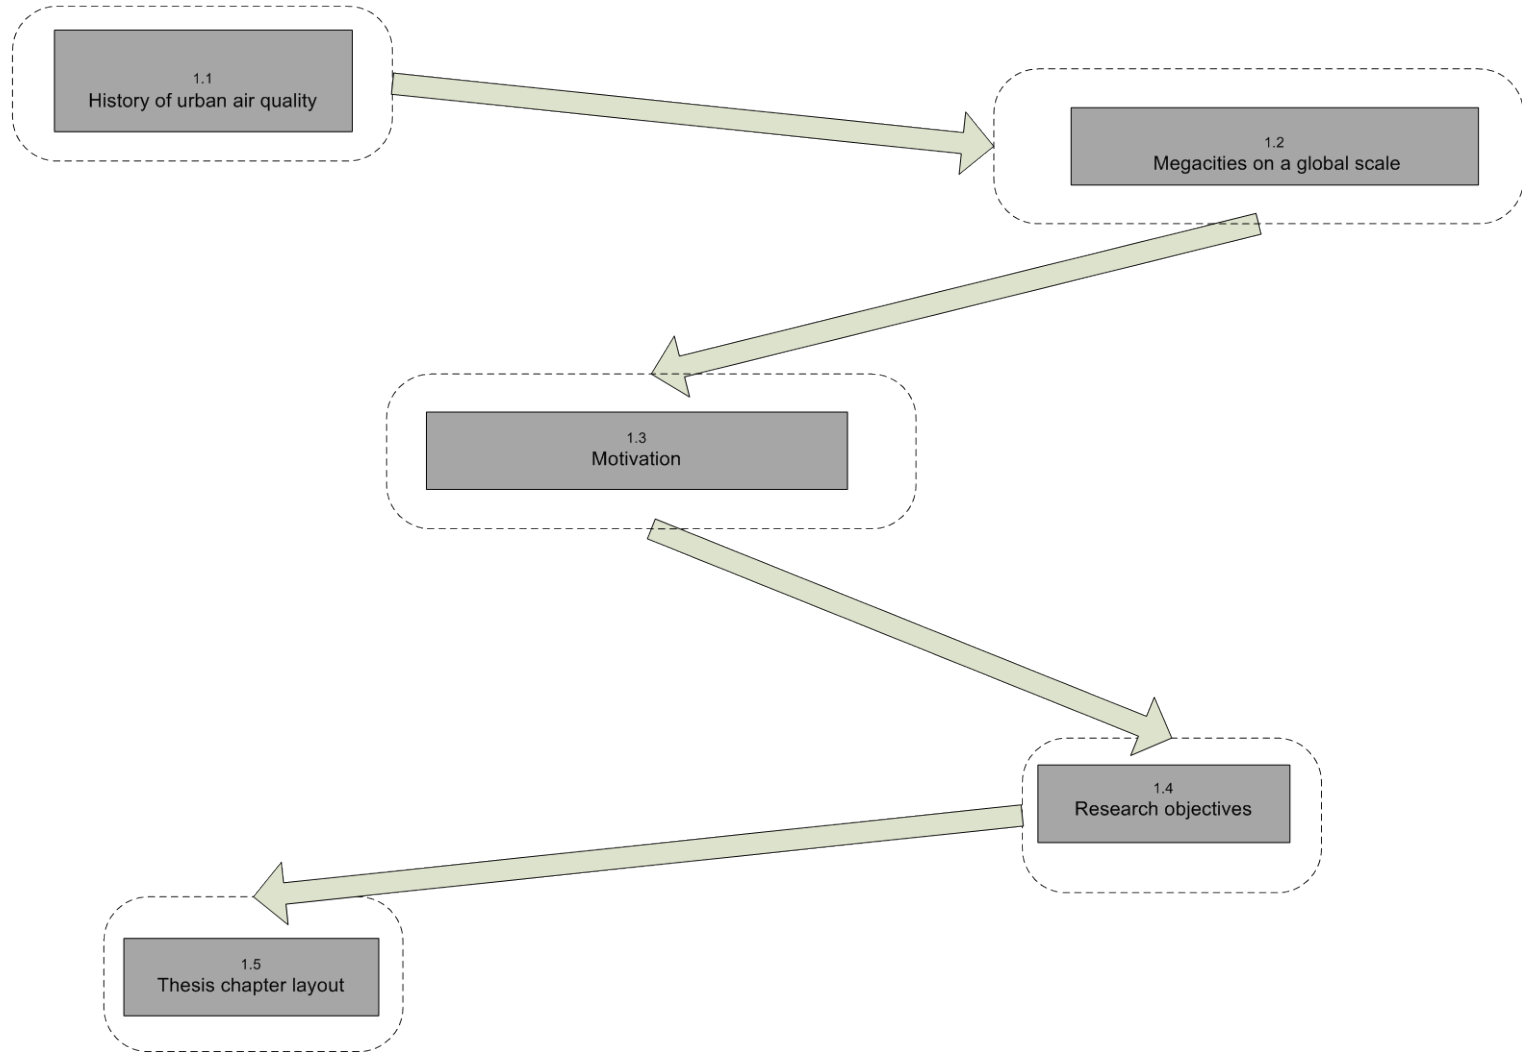 1.1
History of urban air quality
1.2
Megacities on a global scale
1.3
Motivation
1.4
Research objectives
1.5
Thesis chapter layout